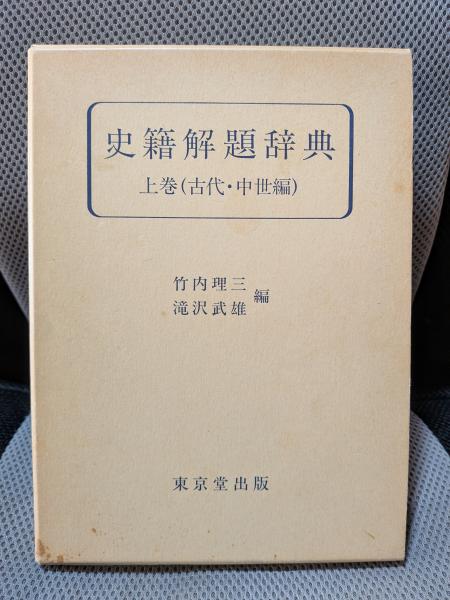 史籍解題辞典
上巻(古代・中世編)
竹内理三
滝沢武雄 編
東京堂出版